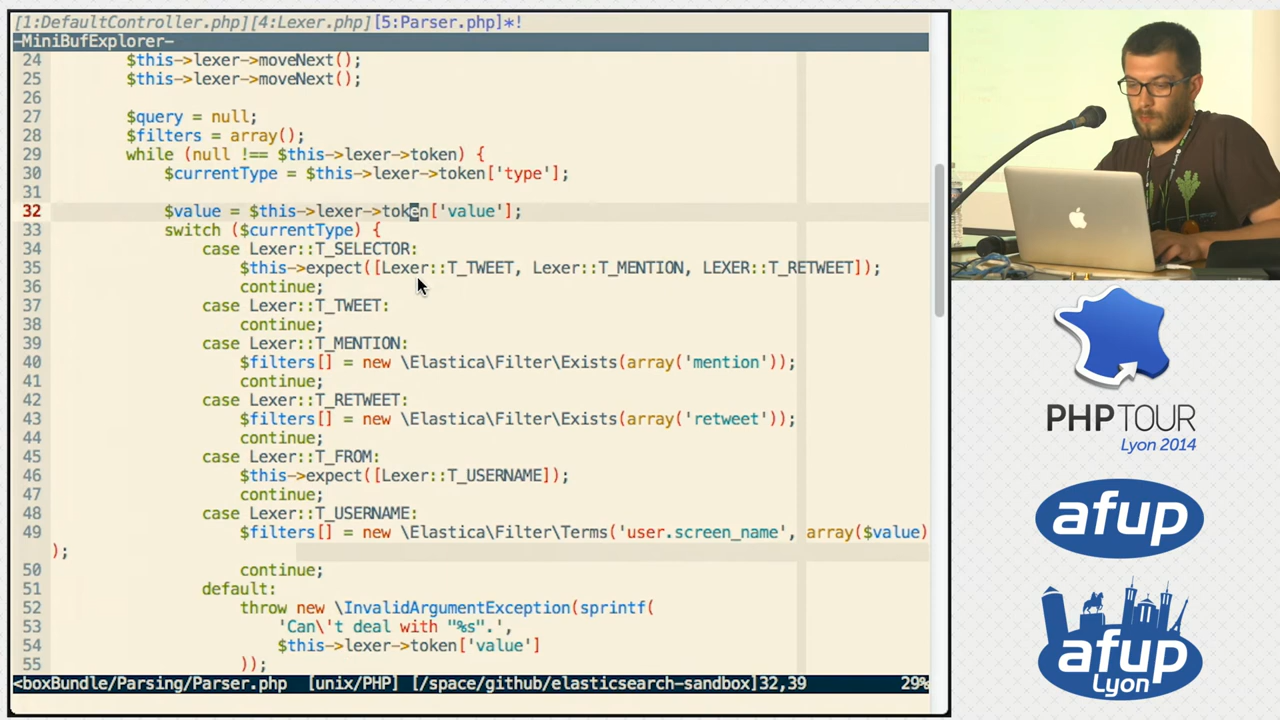 [1:DefaultController.php][4:Lexer.php][5:Parser.php]*!
-MiniBufExplorer-
24 $this->lexer->moveNext();
25 $this->lexer->moveNext();
26
27 $query = null;
28 $filters = array();
29 while (null !== $this->lexer->token) {
30 $currentType = $this->lexer->token['type'];
31
32 $value = $this->lexer->token['value'];
33 switch ($currentType) {
34 case Lexer::T_SELECTOR:
35 $this->expect([Lexer::T_TWEET, Lexer::T_MENTION, LEXER::T_RETWEET]);
36 continue;
37 case Lexer::T_TWEET:
38 continue;
39 case Lexer::T_MENTION:
40 $filters[] = new \Elastica\Filter\Exists(array('mention'));
41 continue;
42 case Lexer::T_RETWEET:
43 $filters[] = new \Elastica\Filter\Exists(array('retweet'));
44 continue;
45 case Lexer::T_FROM:
46 $this->expect([Lexer::T_USERNAME]);
47 continue;
48 case Lexer::T_USERNAME:
49 $filters[] = new \Elastica\Filter\Terms('user.screen_name', array($value)
);
50 continue;
51 default:
52 throw new \InvalidArgumentException(sprintf(
53 'Can\'t deal with "%s".',
54 $this->lexer->token['value']
55 ));
<boxBundle/Parsing/Parser.php [unix/PHP] [/space/github/elasticsearch-sandbox]32,39 29%
PHP TOUR
Lyon 2014
afup
afup
Lyon